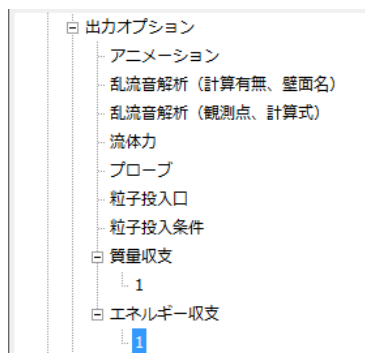 出力オプション
アニメーション
乱流音解析（計算有無、壁面名）
乱流音解析（観測点、計算式）
流体力
プローブ
粒子投入口
粒子投入条件
質量収支
1
エネルギー収支
1